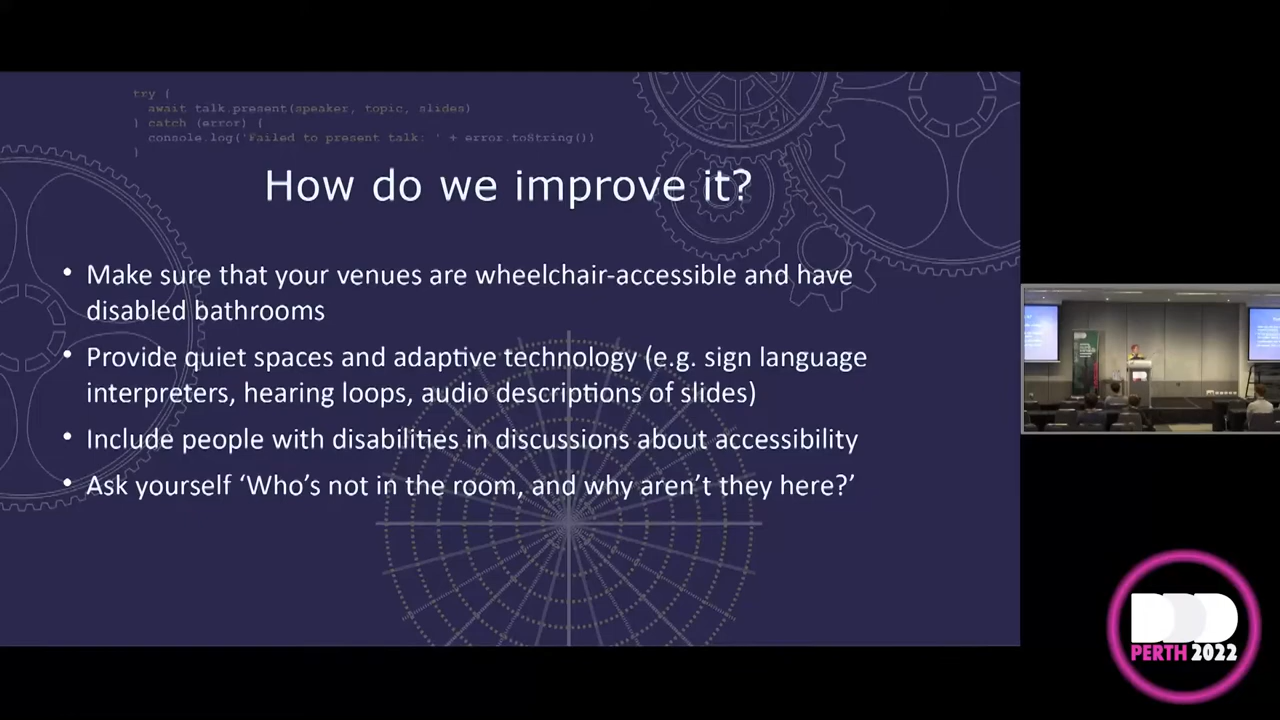 try {
await talk.present(speaker, topic, slides)
} catch (error) {
console.log('Failed to present talk: ' + error.toString())
}
How do we improve it?
• Make sure that your venues are wheelchair-accessible and have
disabled bathrooms
• Provide quiet spaces and adaptive technology (e.g. sign language
interpreters, hearing loops, audio descriptions of slides)
• Include people with disabilities in discussions about accessibility
• Ask yourself ‘Who’s not in the room, and why aren’t they here?’
DDD
PERTH 2022